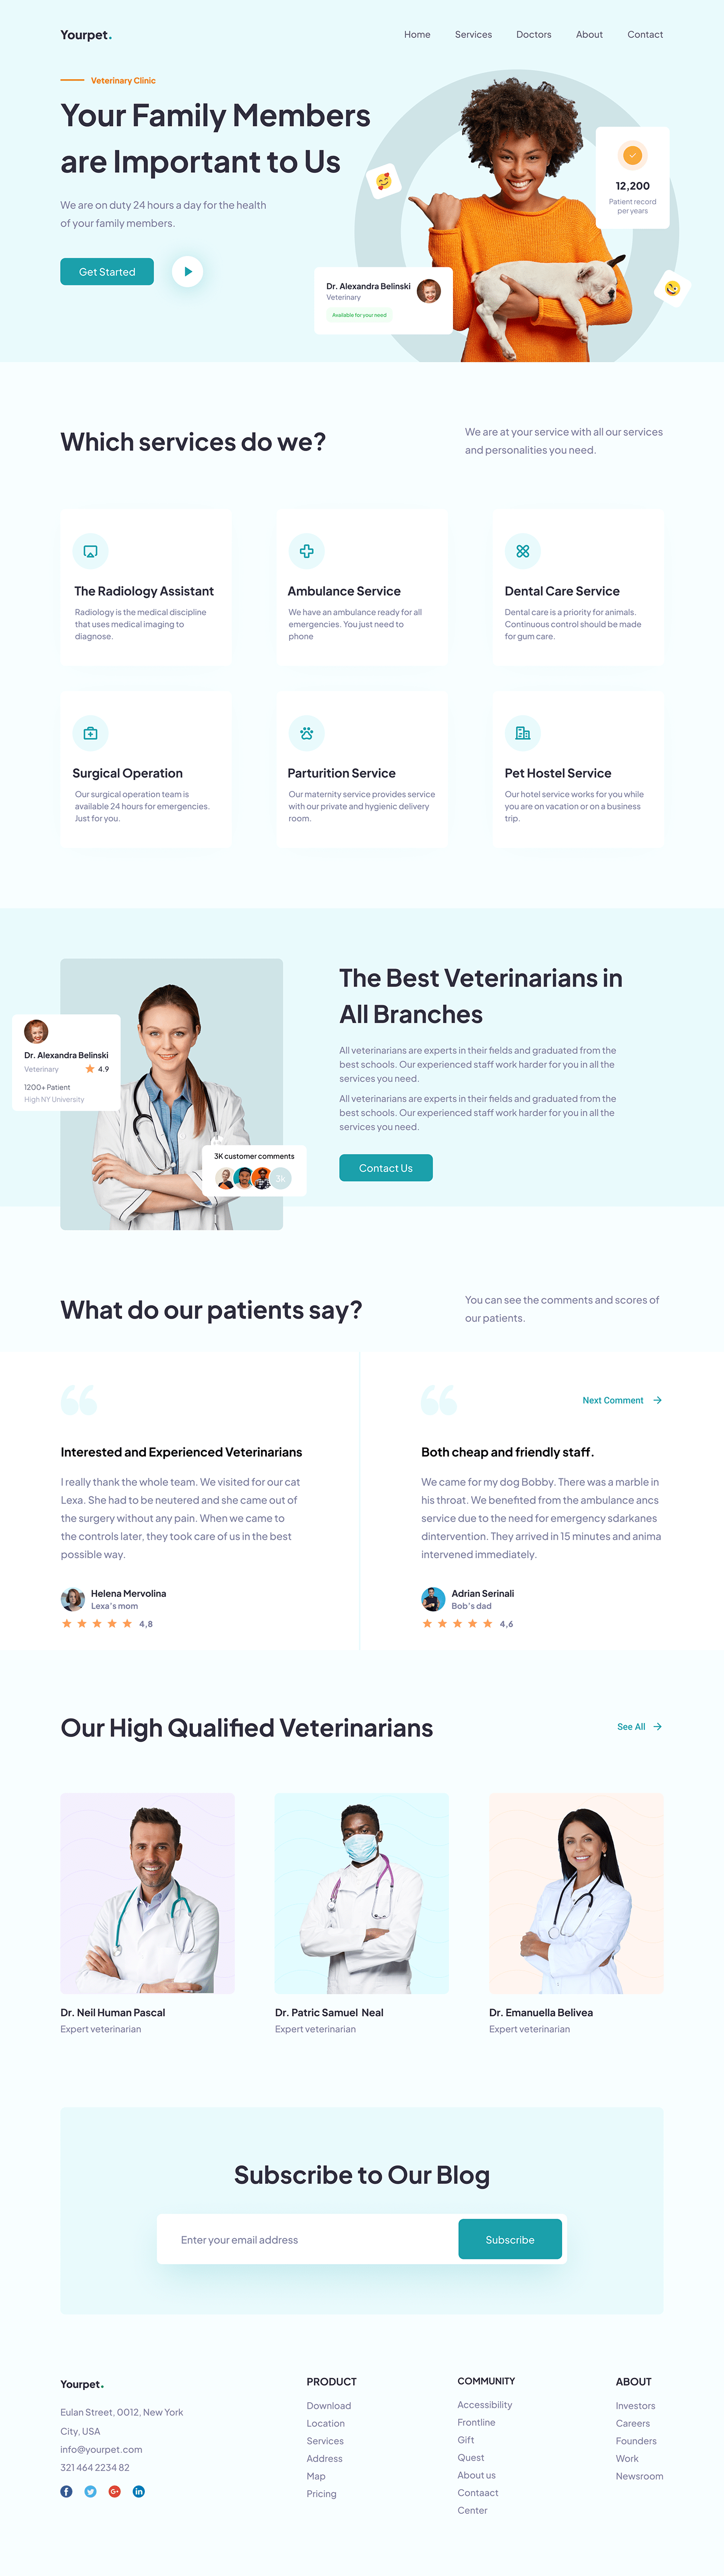 Yourpet.
Home Services Doctors About Contact
Veterinary Clinic
Your Family Members
are Important to Us
We are on duty 24 hours a day for the health
of your family members.
Get Started
12,200
Patient record
per years
Dr. Alexandra Belinski
Veterinary
Available for your need
Which services do we?
We are at your service with all our services
and personalities you need.
The Radiology Assistant
Radiology is the medical discipline
that uses medical imaging to
diagnose.
Ambulance Service
We have an ambulance ready for all
emergencies. You just need to
phone
Dental Care Service
Dental care is a priority for animals.
Continuous control should be made
for gum care.
Surgical Operation
Our surgical operation team is
available 24 hours for emergencies.
Just for you.
Parturition Service
Our maternity service provides service
with our private and hygienic delivery
room.
Pet Hostel Service
Our hotel service works for you while
you are on vacation or on a business
trip.
Dr. Alexandra Belinski
Veterinary 4.9
1200+ Patient
High NY University
3K customer comments
3k
The Best Veterinarians in
All Branches
All veterinarians are experts in their fields and graduated from the
best schools. Our experienced staff work harder for you in all the
services you need.
All veterinarians are experts in their fields and graduated from the
best schools. Our experienced staff work harder for you in all the
services you need.
Contact Us
What do our patients say?
You can see the comments and scores of
our patients.
Interested and Experienced Veterinarians
I really thank the whole team. We visited for our cat
Lexa. She had to be neutered and she came out of
the surgery without any pain. When we came to
the controls later, they took care of us in the best
possible way.
Helena Mervolina
Lexa's mom
4,8
Next Comment
Both cheap and friendly staff.
We came for my dog Bobby. There was a marble in
his throat. We benefited from the ambulance ancs
service due to the need for emergency sdarkanes
dintervention. They arrived in 15 minutes and anima
intervened immediately.
Adrian Serinali
Bob's dad
4,6
Our High Qualified Veterinarians
See All
Dr. Neil Human Pascal
Expert veterinarian
Dr. Patric Samuel Neal
Expert veterinarian
Dr. Emanuella Belivea
Expert veterinarian
Subscribe to Our Blog
Enter your email address
Subscribe
Yourpet.
Eulan Street, 0012, New York
City, USA
info@yourpet.com
321 464 2234 82
PRODUCT
Download
Location
Services
Address
Map
Pricing
COMMUNITY
Accessibility
Frontline
Gift
Quest
About us
Contaact
Center
ABOUT
Investors
Careers
Founders
Work
Newsroom